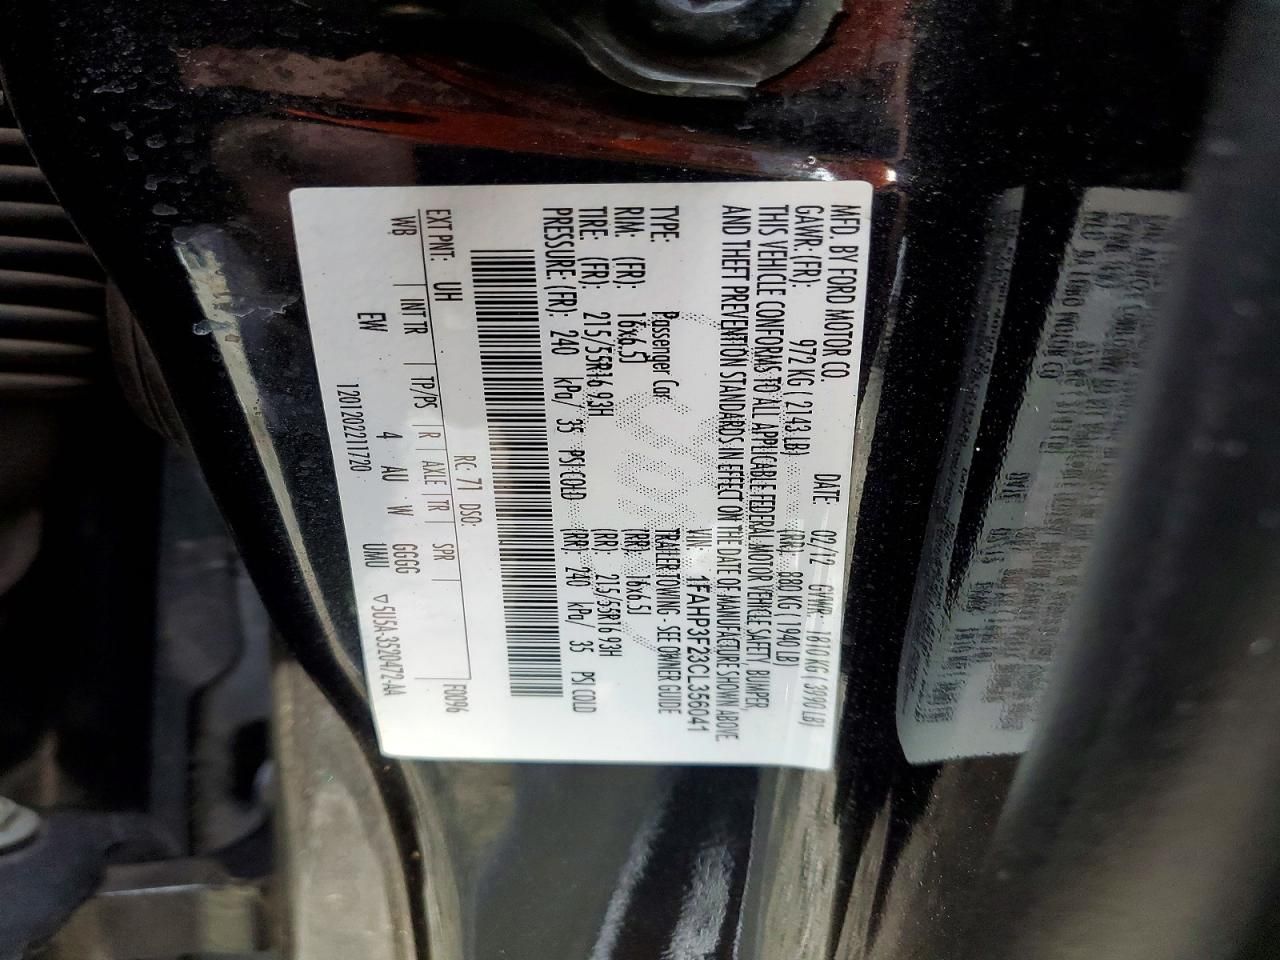 MFD. BY FORD MOTOR CO.
DATE: 02/12 GVWR: 1810 KG ( 3990 LB)
GAWR: (FR): 972 KG ( 2143 LB) (RR): 880 KG ( 1940 LB)
THIS VEHICLE CONFORMS TO ALL APPLICABLE FEDERAL MOTOR VEHICLE SAFETY, BUMPER,
AND THEFT PREVENTION STANDARDS IN EFFECT ON THE DATE OF MANUFACTURE SHOWN ABOVE
VIN: 1FAHP3F23CL356041
TYPE: Passenger Car TRAILER TOWING - SEE OWNER GUIDE
RIM: (FR): 16x6.5J (RR): 16x6.5J
TIRE: (FR): 215/55R16 93H (RR): 215/55R16 93H
PRESSURE: (FR): 240 kPa/ 35 PSI COLD (RR): 240 kPa/ 35 PSI COLD
F0096
RC: 71 DSO:
EXT PNT: UH
WB INT TR TP/PS R AXLE TR SPR
EW 4 AU W GGGG UMU
120120221720 ▽5U5A-3520472-AA